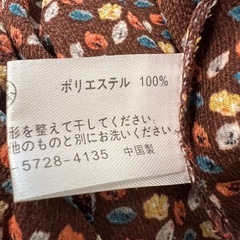 ポリエステル 100%
形を整えて干してください。
他のものと別にお洗いください
-5728-4135 中国製